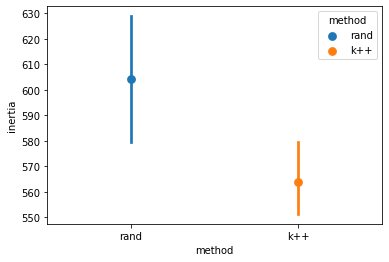 630
620
610
600
590
580
570
560
550
inertia
method
rand
k++
rand
k++
method